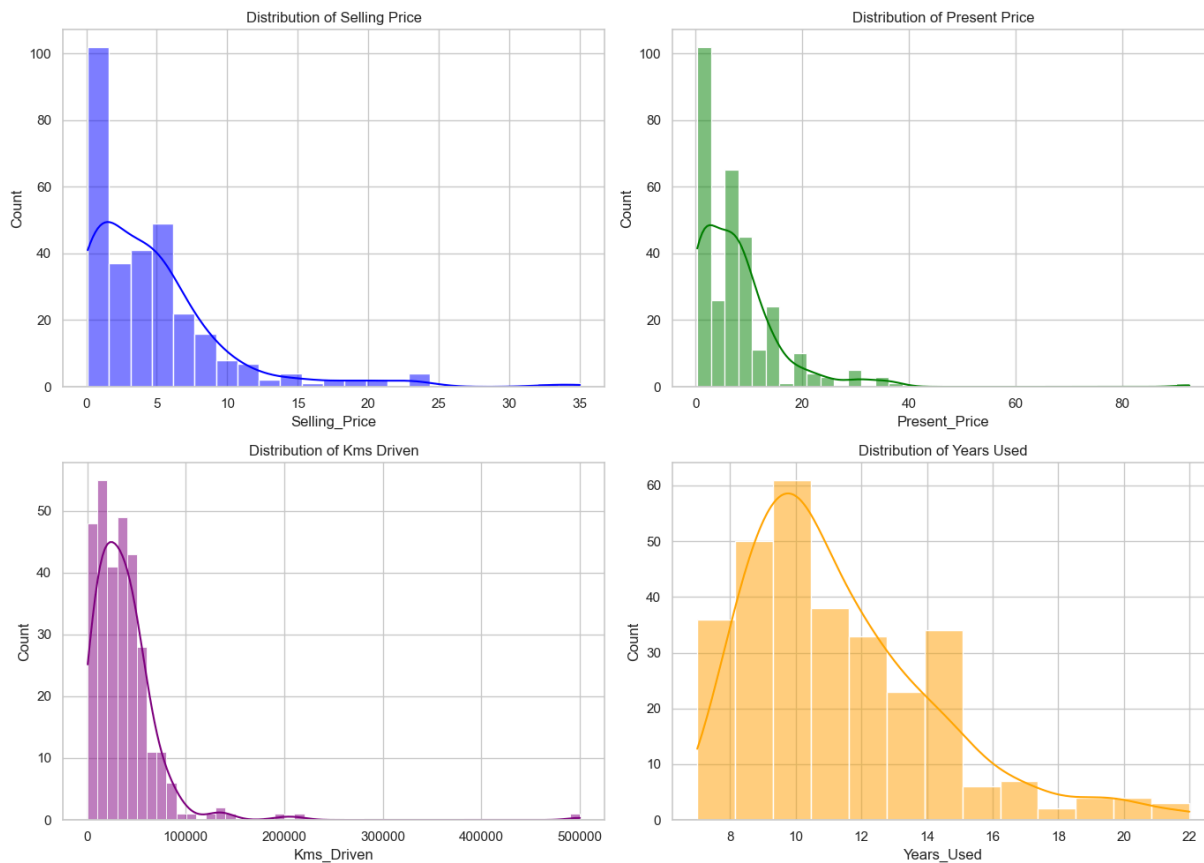 Distribution of Selling Price
100
80
60
40
20
0
Count
0 5 10 15 20 25 30 35
Selling_Price
Distribution of Present Price
100
80
60
40
20
0
Count
0 20 40 60 80
Present_Price
Distribution of Kms Driven
50
40
30
20
10
0
Count
0 100000 200000 300000 400000 500000
Kms_Driven
Distribution of Years Used
60
50
40
30
20
10
0
Count
8 10 12 14 16 18 20 22
Years_Used